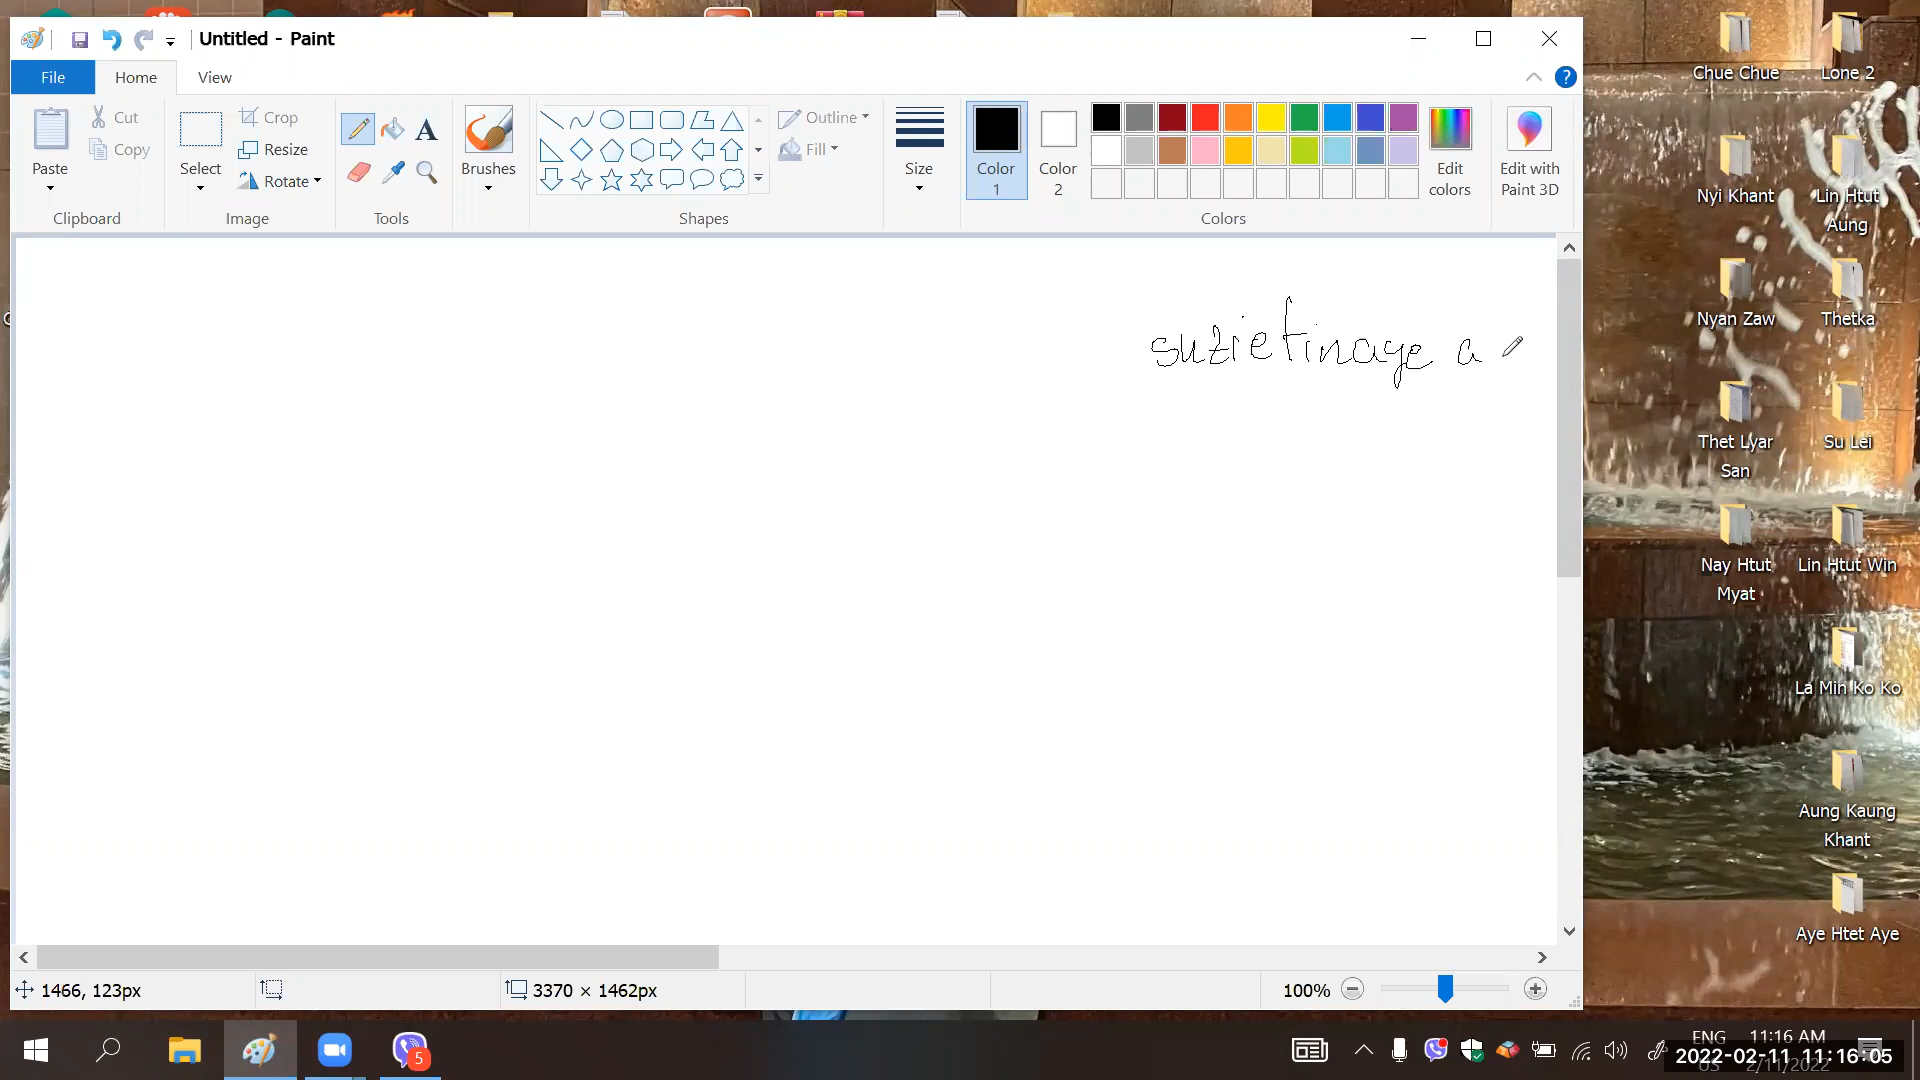 Untitled - Paint
File Home View
Paste
Cut
Copy
Clipboard
Select
Crop
Resize
Rotate
Image
Tools
Brushes
Shapes
Outline
Fill
Size
Color 1
Color 2
Colors
Edit colors
Edit with Paint 3D
suzietinaye a
1466, 123px
3370 × 1462px
100%
Chue Chue
Lone 2
Nyi Khant
Lin Htut Aung
Nyan Zaw
Thetka
Thet Lyar San
Su Lei
Nay Htut Myat
Lin Htut Win
La Min Ko Ko
Aung Kaung Khant
Aye Htet Aye
5
ENG
11:16 AM
2022-02-11 11:16:05